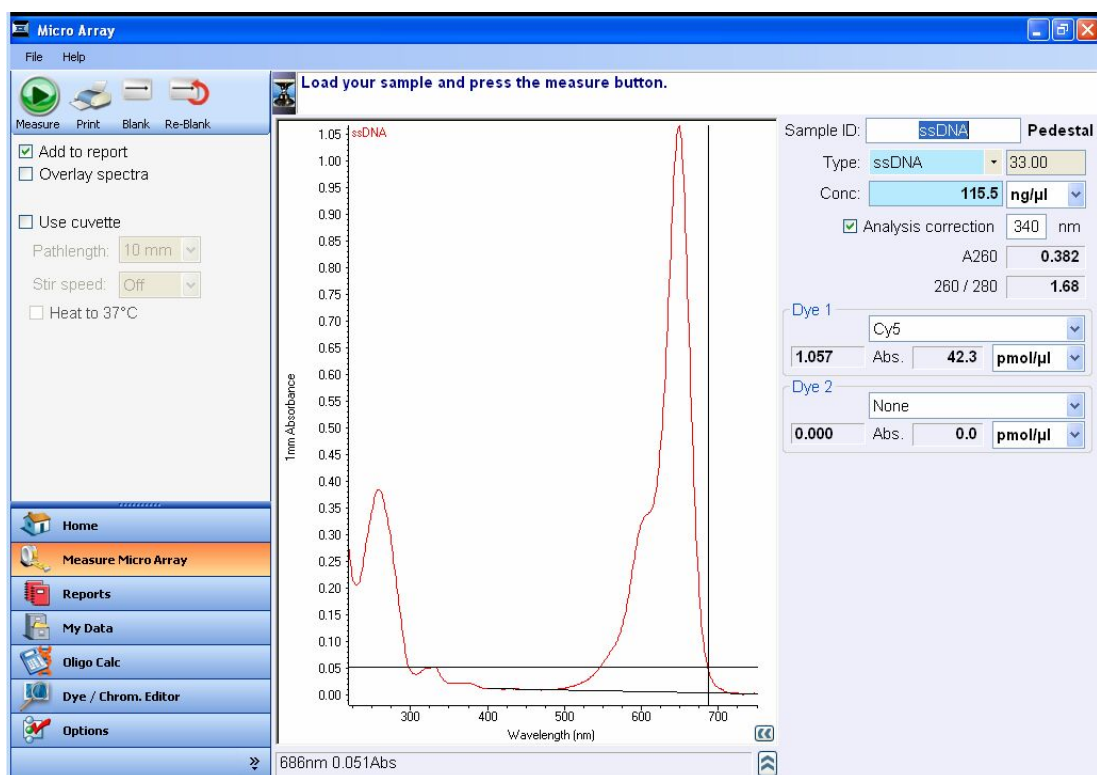 Micro Array
File Help
Load your sample and press the measure button.
Measure Print Blank Re-Blank
Add to report
Overlay spectra
Use cuvette
Pathlength: 10 mm
Stir speed: Off
Heat to 37°C
Home
Measure Micro Array
Reports
My Data
Oligo Calc
Dye / Chrom. Editor
Options
»
ssDNA
1mm Absorbance
1.05
1.00
0.95
0.90
0.85
0.80
0.75
0.70
0.65
0.60
0.55
0.50
0.45
0.40
0.35
0.30
0.25
0.20
0.15
0.10
0.05
0.00
300 400 500 600 700
Wavelength (nm)
686nm 0.051Abs
Sample ID: ssDNA Pedestal
Type: ssDNA 33.00
Conc: 115.5 ng/µl
Analysis correction 340 nm
A260 0.382
260 / 280 1.68
Dye 1
Cy5
1.057 Abs. 42.3 pmol/µl
Dye 2
None
0.000 Abs. 0.0 pmol/µl